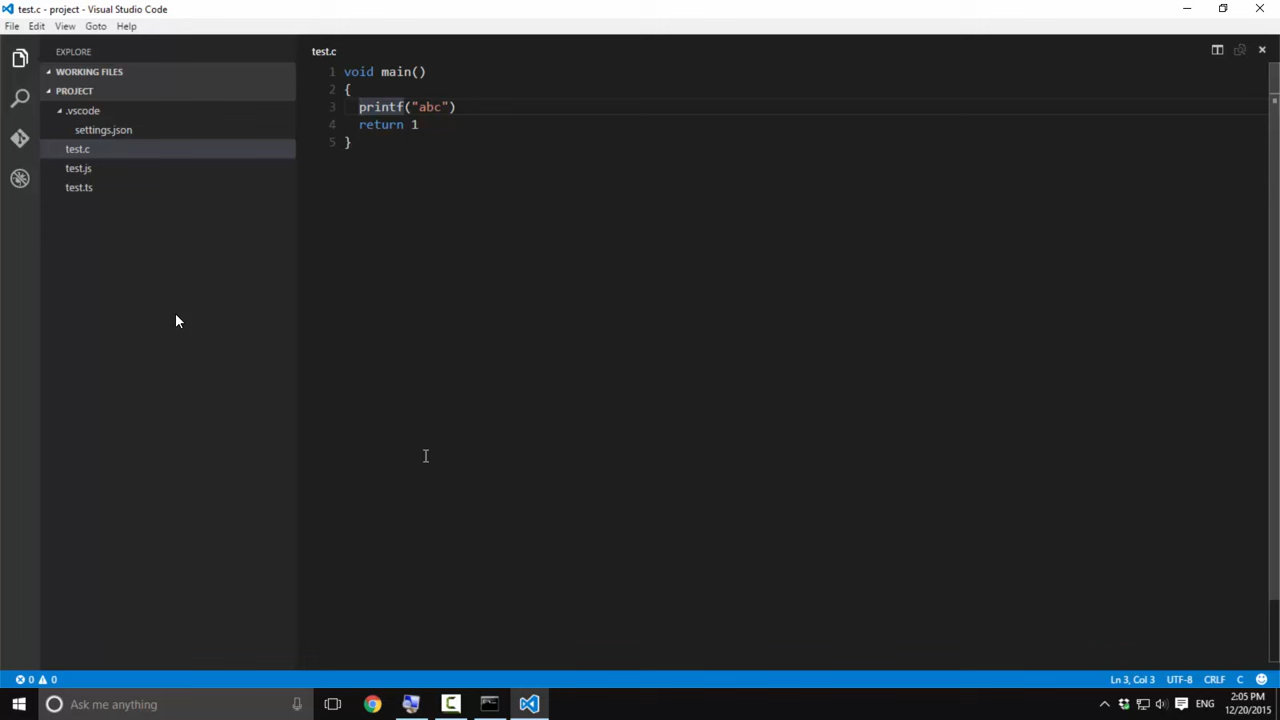 test.c - project - Visual Studio Code
File Edit View Goto Help
EXPLORE
WORKING FILES
PROJECT
.vscode
settings.json
test.c
test.js
test.ts
test.c
1 void main()
2 {
3 printf("abc")
4 return 1
5 }
0 0
Ln 3, Col 3 UTF-8 CRLF C
Ask me anything
ENG
2:05 PM
12/20/2015